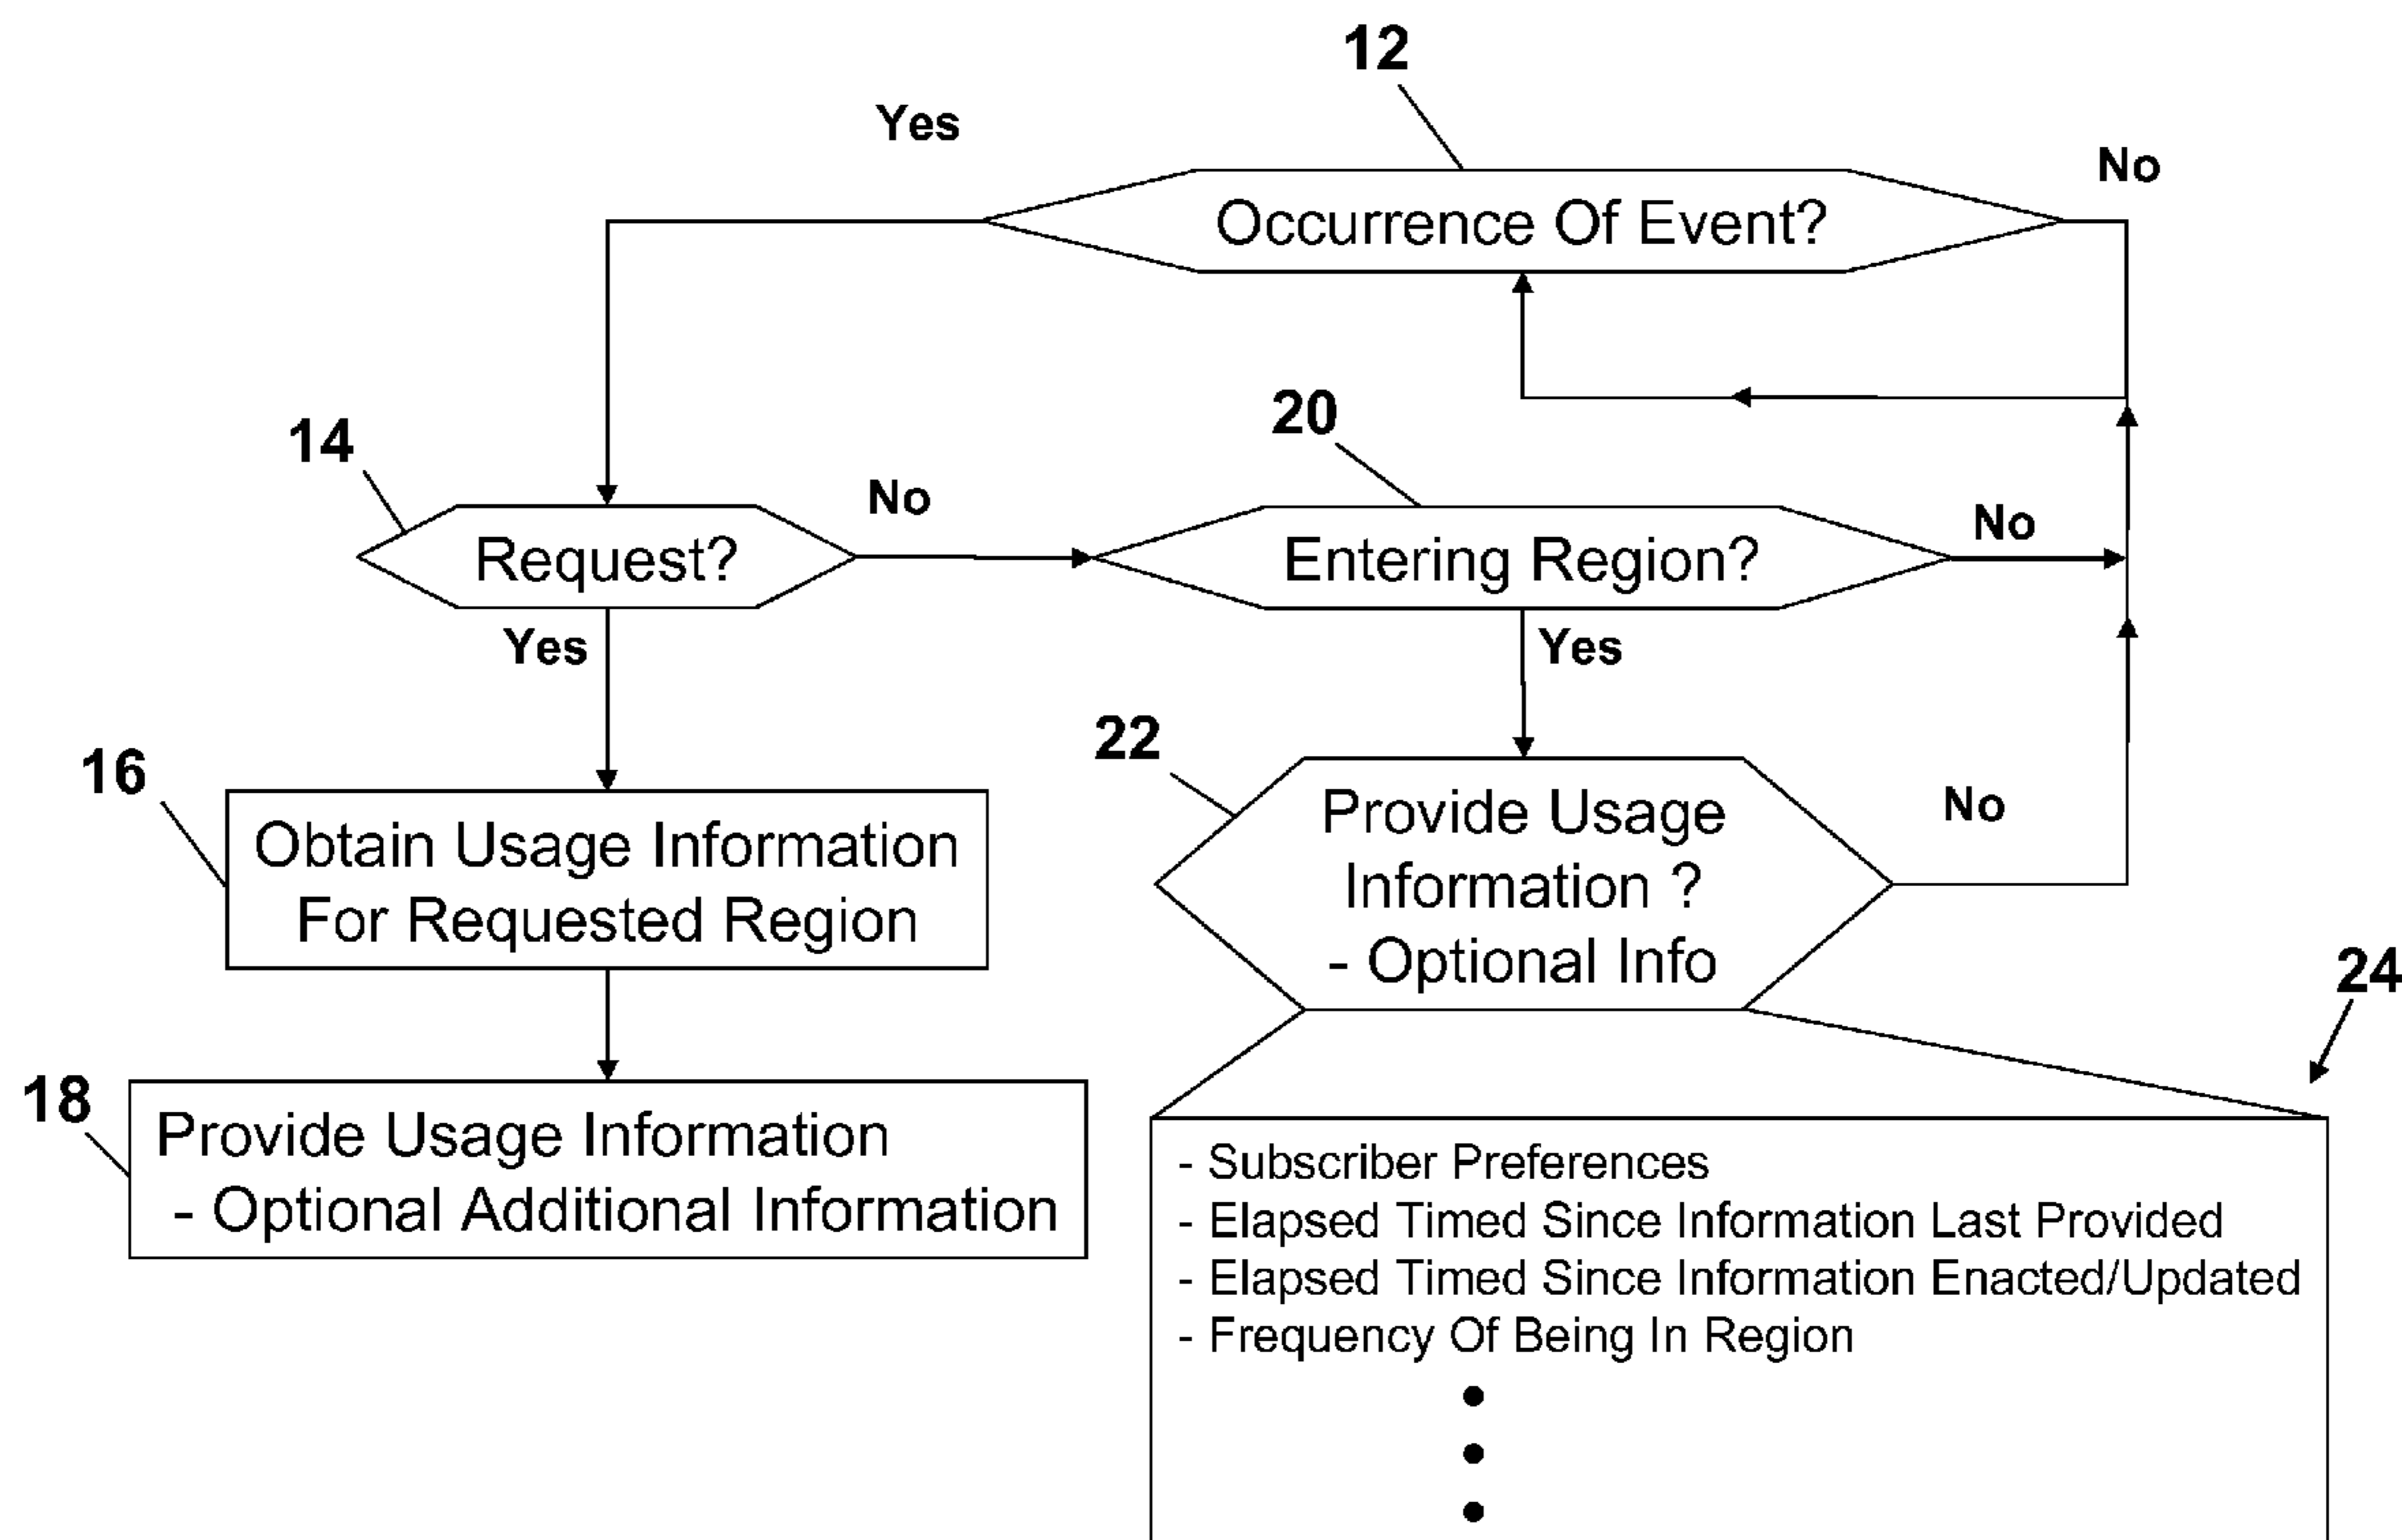 12
Yes
No
Occurrence Of Event?
20
14
No
No
Request?
Entering Region?
Yes
Yes
22
16
Provide Usage
Information ?
- Optional Info
No
Obtain Usage Information
For Requested Region
24
18
Provide Usage Information
- Optional Additional Information
- Subscriber Preferences
- Elapsed Timed Since Information Last Provided
- Elapsed Timed Since Information Enacted/Updated
- Frequency Of Being In Region